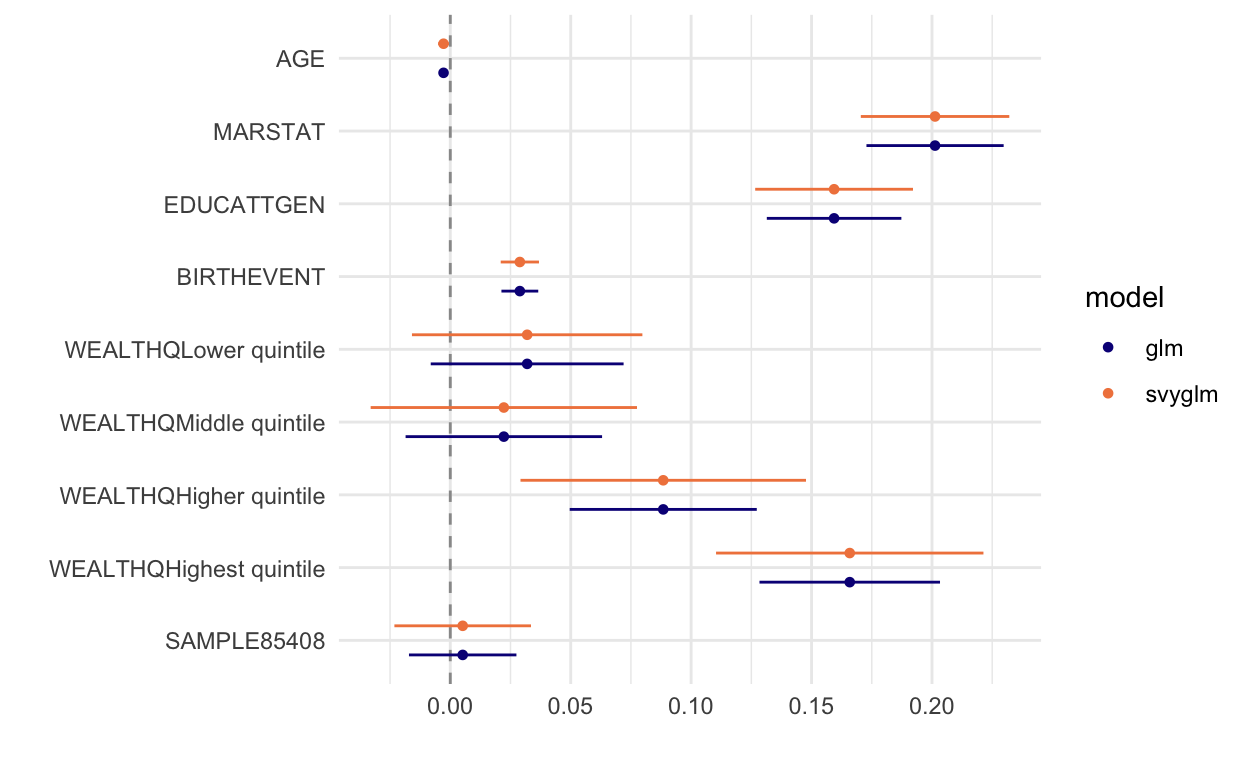 AGE
MARSTAT
EDUCATTGEN
BIRTHEVENT
WEALTHQLower quintile
WEALTHQMiddle quintile
WEALTHQHigher quintile
WEALTHQHighest quintile
SAMPLE85408
0.00 0.05 0.10 0.15 0.20
model
glm
svyglm